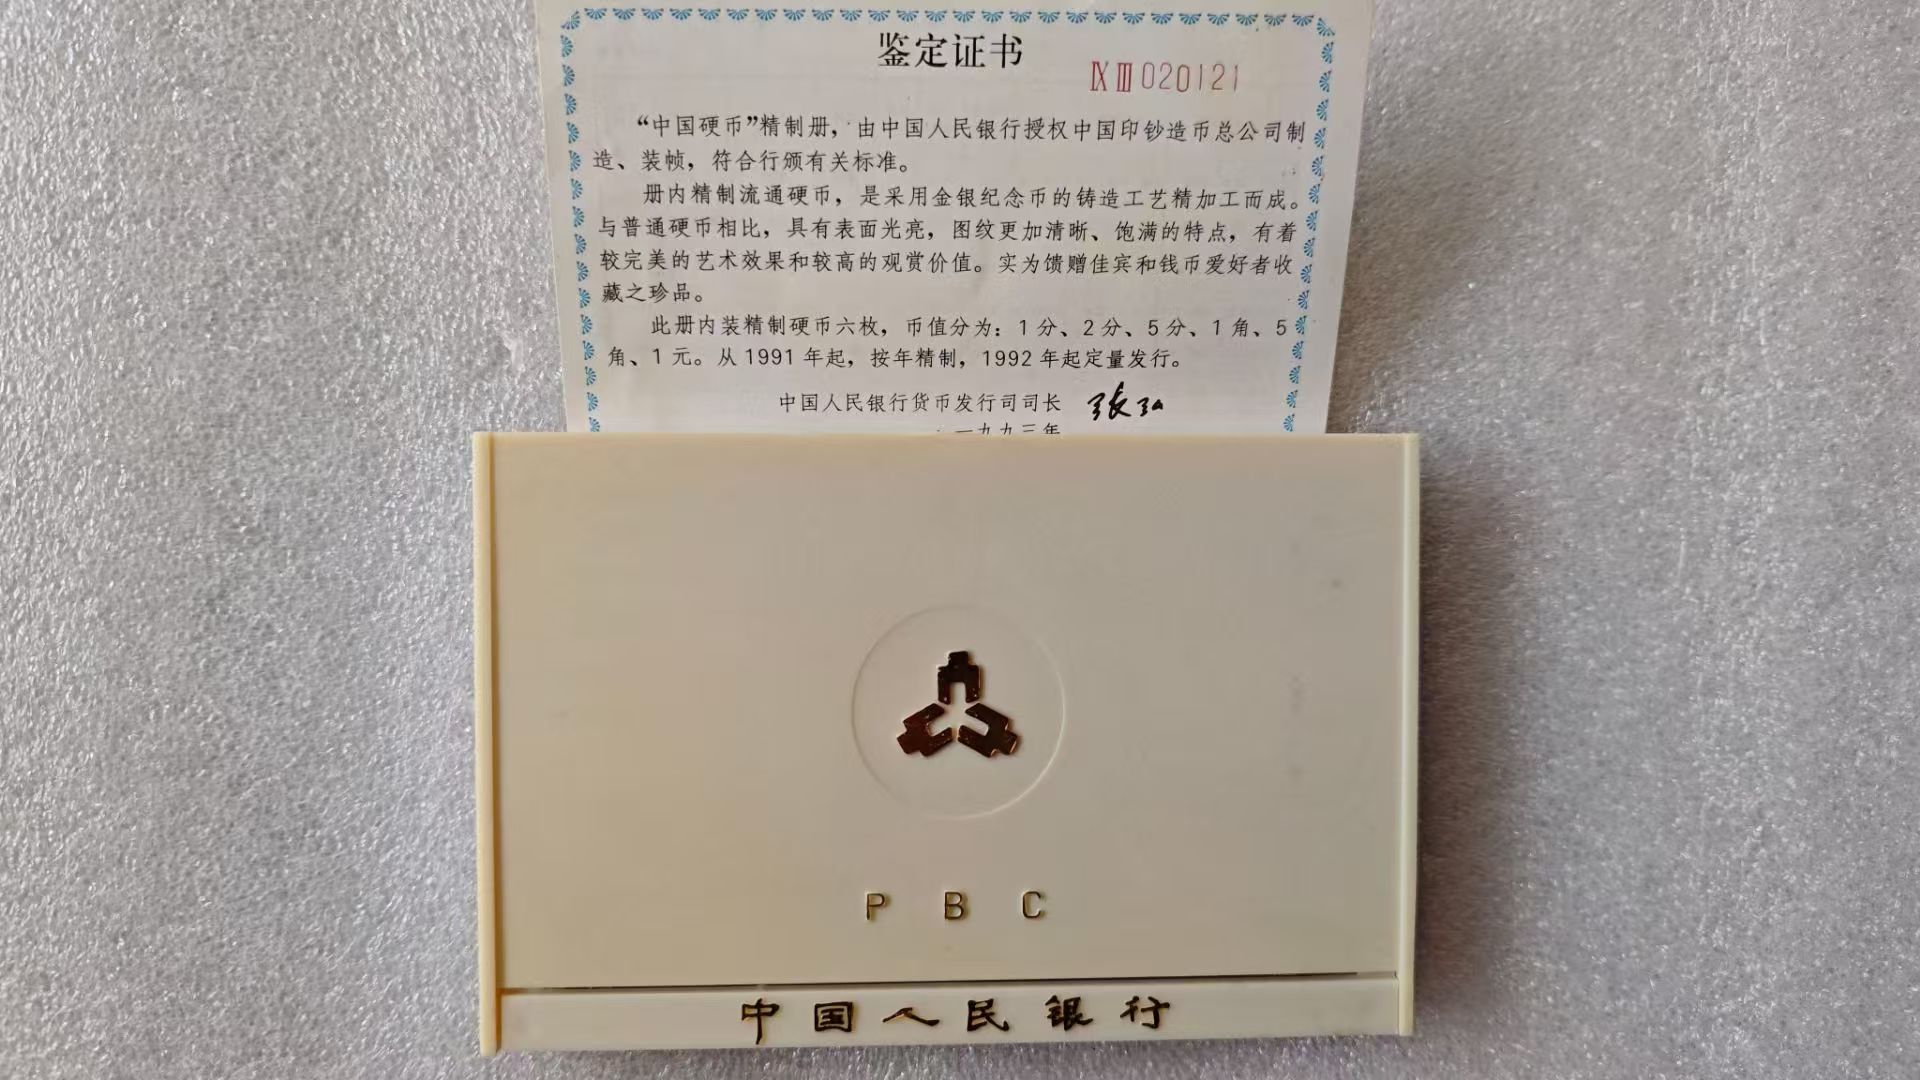 鉴定证书
ⅨⅢ020121
“中国硬币”精制册，由中国人民银行授权中国印钞造币总公司制
造、装帧，符合行颁有关标准。
册内精制流通硬币，是采用金银纪念币的铸造工艺精加工而成。
与普通硬币相比，具有表面光亮，图纹更加清晰、饱满的特点，有着
较完美的艺术效果和较高的观赏价值。实为馈赠佳宾和钱币爱好者收
藏之珍品。
此册内装精制硬币六枚，币值分为：1分、2分、5分、1角、5
角、1元。从1991年起，按年精制，1992年起定量发行。
中国人民银行货币发行司司长 张弘
一九九三年
P B C
中国人民银行